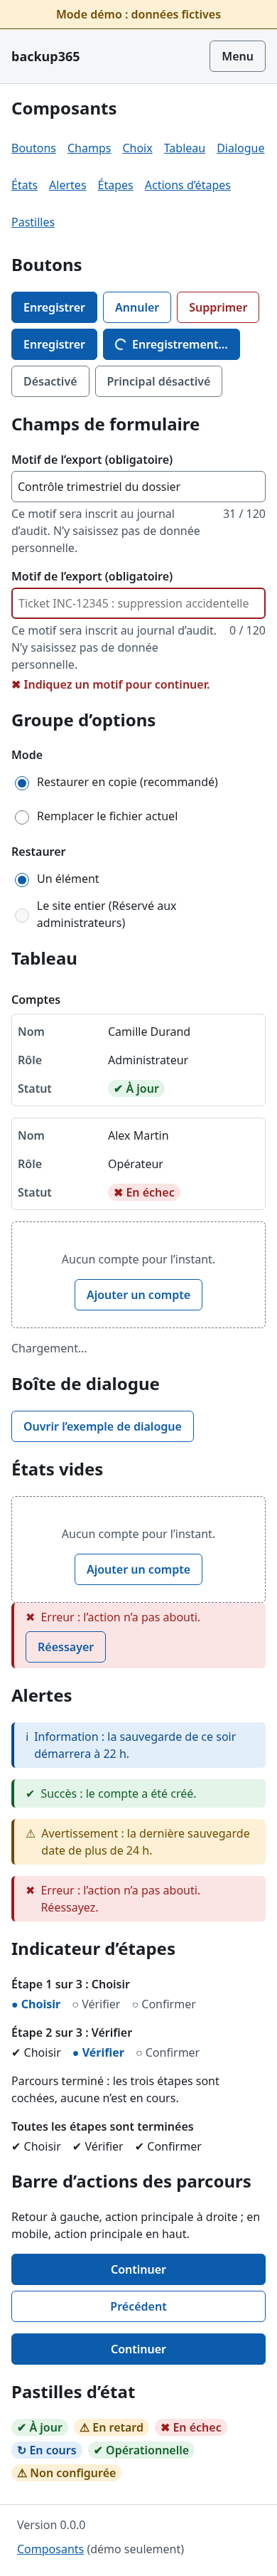 Mode démo : données fictives
backup365
Menu
Composants
Boutons Champs Choix Tableau Dialogue
États Alertes Étapes Actions d’étapes
Pastilles
Boutons
Enregistrer Annuler Supprimer
Enregistrer Enregistrement…
Désactivé Principal désactivé
Champs de formulaire
Motif de l’export (obligatoire)
Contrôle trimestriel du dossier
Ce motif sera inscrit au journal 31 / 120
d’audit. N’y saisissez pas de donnée
personnelle.
Motif de l’export (obligatoire)
Ticket INC-12345 : suppression accidentelle
Ce motif sera inscrit au journal d’audit. 0 / 120
N’y saisissez pas de donnée
personnelle.
✖ Indiquez un motif pour continuer.
Groupe d’options
Mode
Restaurer en copie (recommandé)
Remplacer le fichier actuel
Restaurer
Un élément
Le site entier (Réservé aux
administrateurs)
Tableau
Comptes
Nom Camille Durand
Rôle Administrateur
Statut ✔ À jour
Nom Alex Martin
Rôle Opérateur
Statut ✖ En échec
Aucun compte pour l’instant.
Ajouter un compte
Chargement…
Boîte de dialogue
Ouvrir l’exemple de dialogue
États vides
Aucun compte pour l’instant.
Ajouter un compte
✖ Erreur : l’action n’a pas abouti.
Réessayer
Alertes
i Information : la sauvegarde de ce soir
démarrera à 22 h.
✔ Succès : le compte a été créé.
⚠ Avertissement : la dernière sauvegarde
date de plus de 24 h.
✖ Erreur : l’action n’a pas abouti.
Réessayez.
Indicateur d’étapes
Étape 1 sur 3 : Choisir
● Choisir ○ Vérifier ○ Confirmer
Étape 2 sur 3 : Vérifier
✔ Choisir ● Vérifier ○ Confirmer
Parcours terminé : les trois étapes sont
cochées, aucune n’est en cours.
Toutes les étapes sont terminées
✔ Choisir ✔ Vérifier ✔ Confirmer
Barre d’actions des parcours
Retour à gauche, action principale à droite ; en
mobile, action principale en haut.
Continuer
Précédent
Continuer
Pastilles d’état
✔ À jour ⚠ En retard ✖ En échec
↻ En cours ✔ Opérationnelle
⚠ Non configurée
Version 0.0.0
Composants (démo seulement)